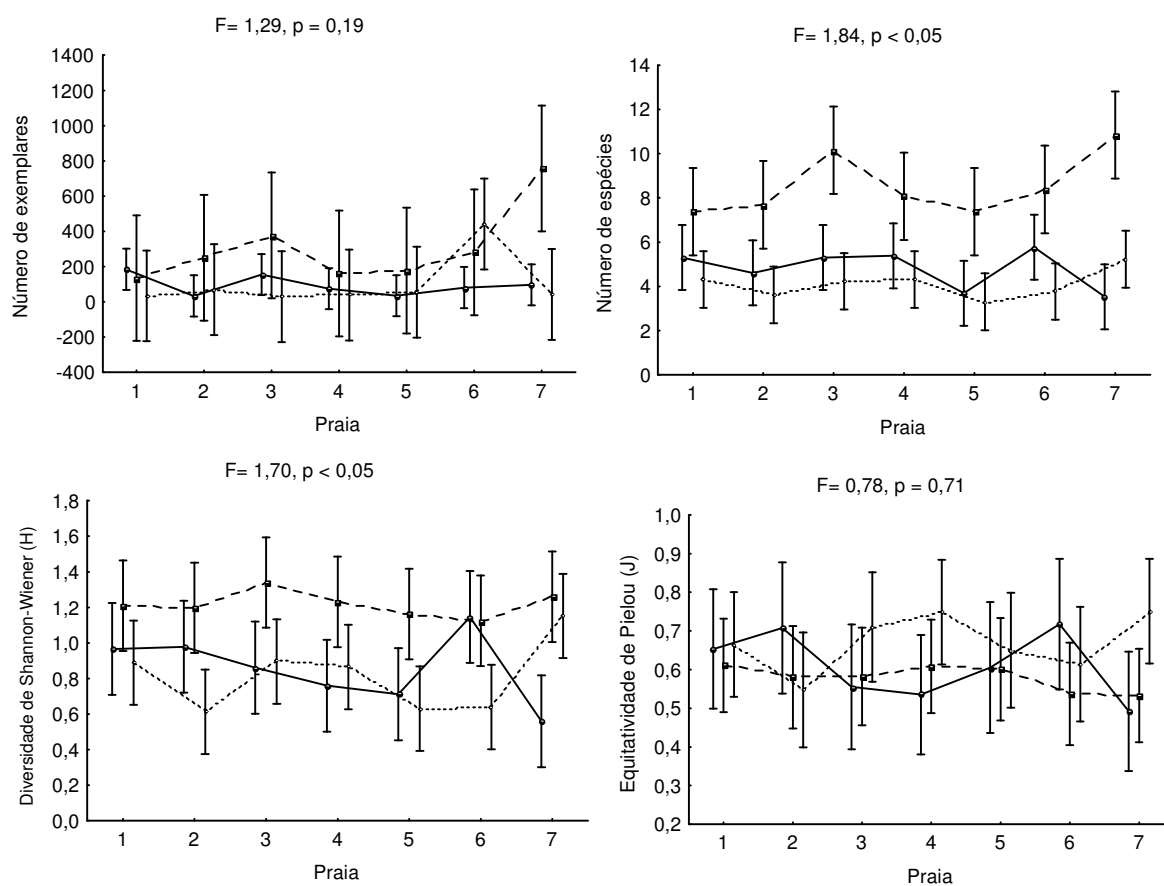 F= 1,29, p = 0,19
Número de exemplares
1400
1200
1000
800
600
400
200
0
-200
-400
1 2 3 4 5 6 7
Praia
F= 1,84, p < 0,05
Número de espécies
14
12
10
8
6
4
2
0
1 2 3 4 5 6 7
Praia
F= 1,70, p < 0,05
Diversidade de Shannon-Wiener (H)
1,8
1,6
1,4
1,2
1,0
0,8
0,6
0,4
0,2
0,0
1 2 3 4 5 6 7
Praia
F= 0,78, p = 0,71
Equitatividade de Pielou (J)
1,0
0,9
0,8
0,7
0,6
0,5
0,4
0,3
0,2
1 2 3 4 5 6 7
Praia